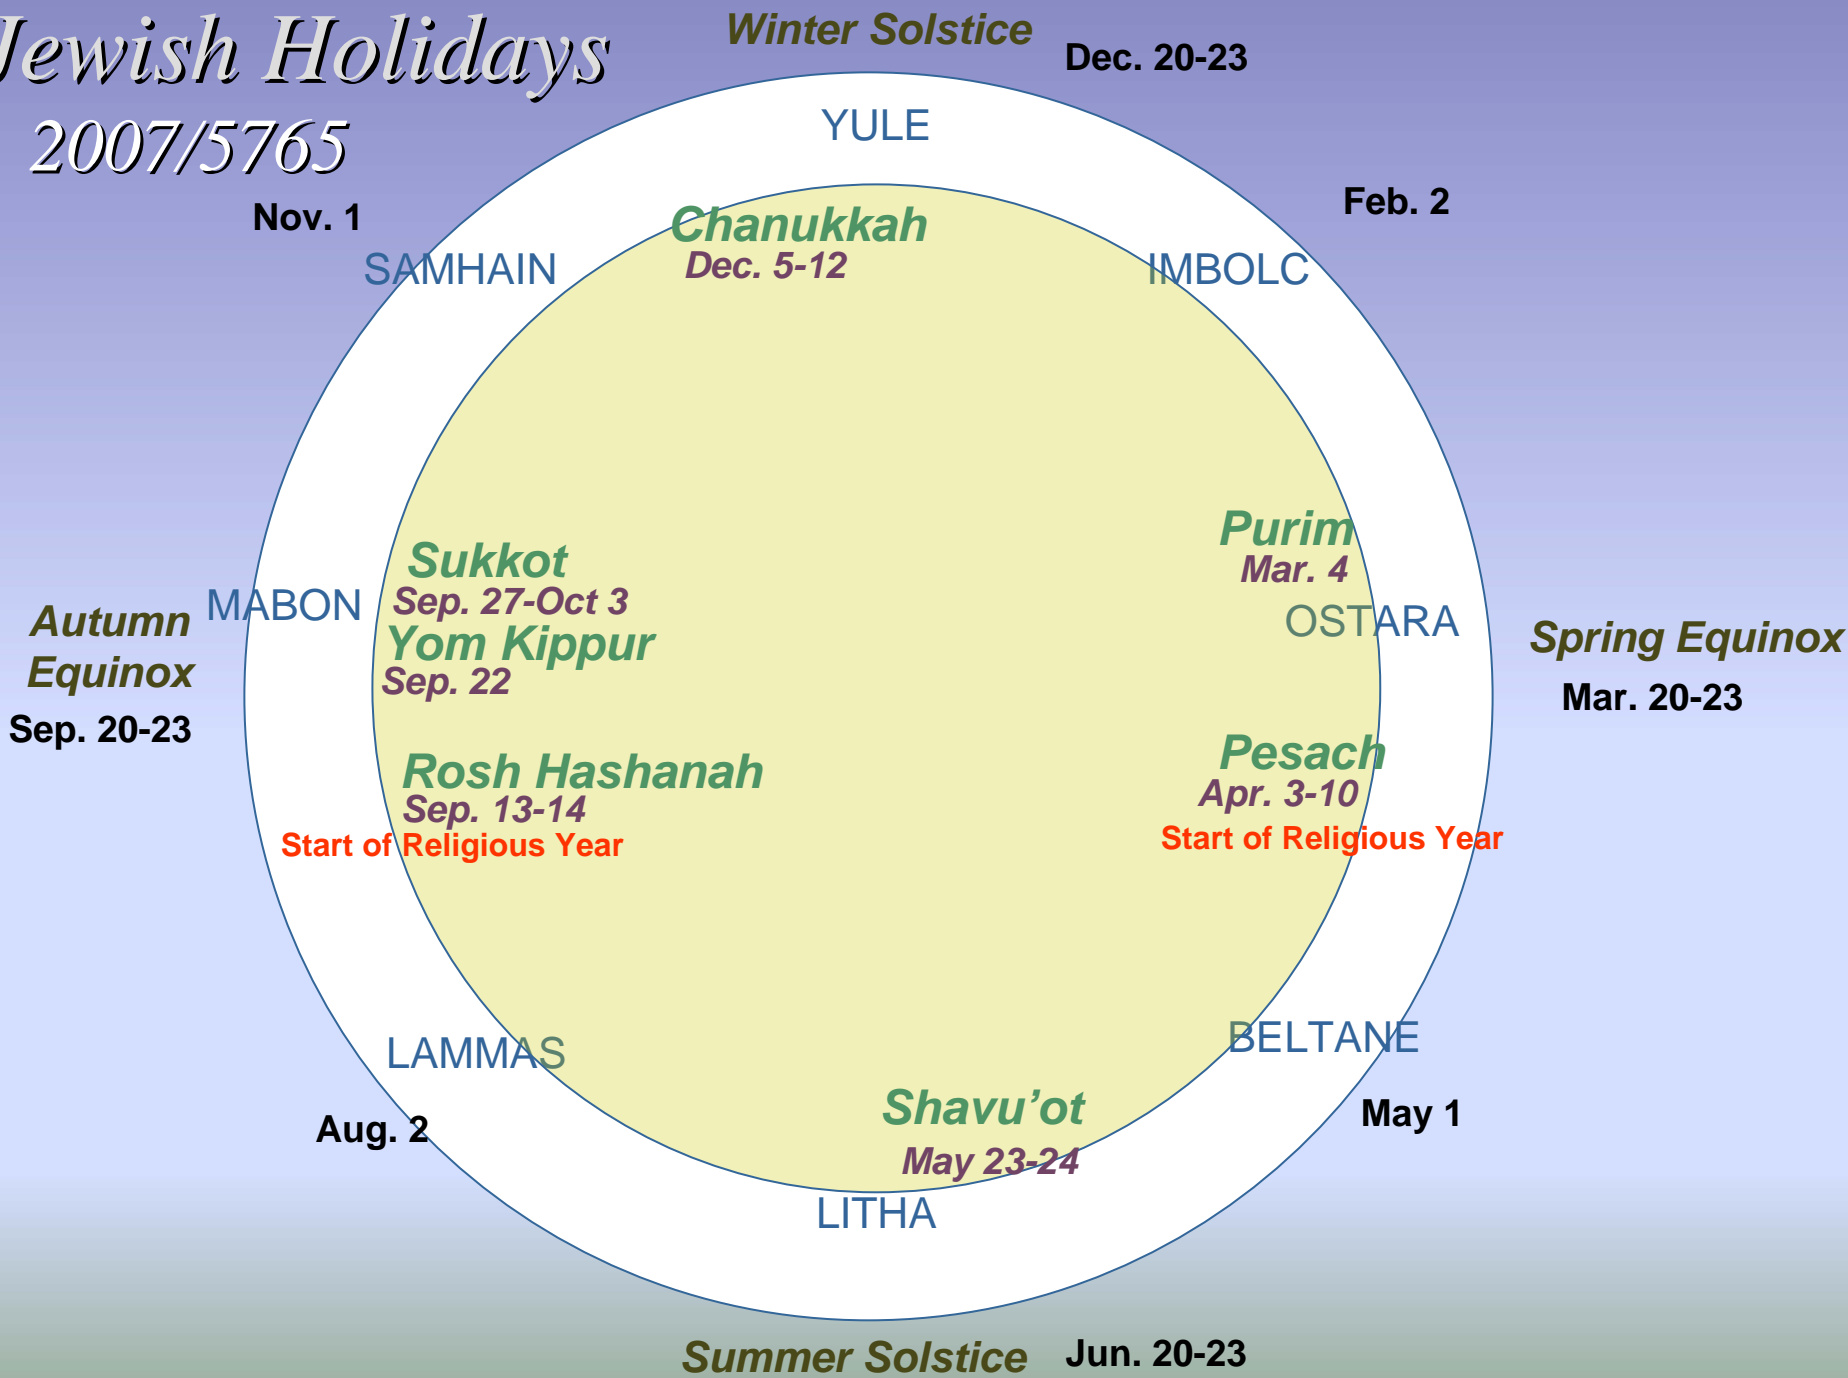 Jewish Holidays
2007/5765
Winter Solstice
Dec. 20-23
YULE
Nov. 1
SAMHAIN
Chanukkah
Dec. 5-12
Feb. 2
IMBOLC
Sukkot
Sep. 27-Oct 3
Yom Kippur
Sep. 22
MABON
Autumn
Equinox
Sep. 20-23
Rosh Hashanah
Sep. 13-14
Start of Religious Year
Purim
Mar. 4
OSTARA
Spring Equinox
Mar. 20-23
Pesach
Apr. 3-10
Start of Religious Year
LAMMAS
Aug. 2
BELTANE
May 1
Shavu’ot
May 23-24
LITHA
Summer Solstice
Jun. 20-23